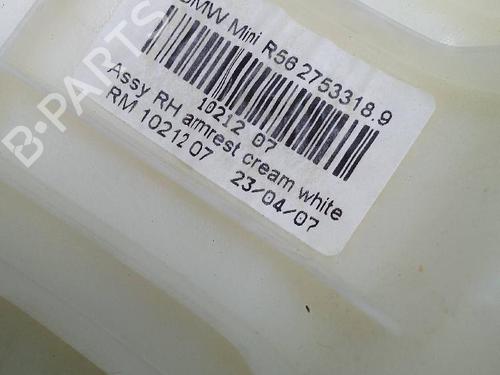 BMW Mini R56 2753318.9
10212 07
Assy RH armrest cream white
RM 10212 07 23/04/07
B-PARTS